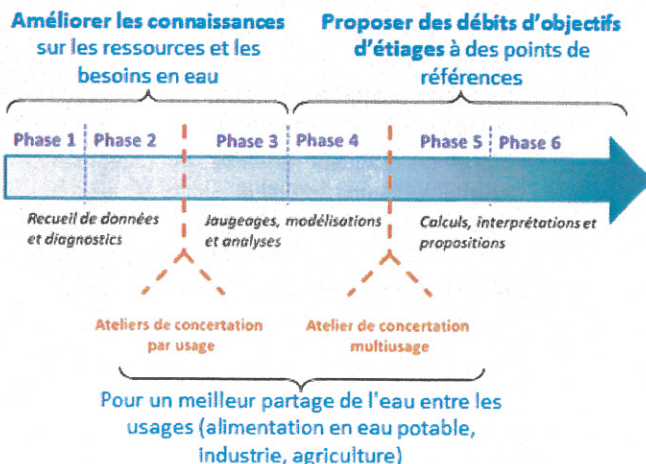 Améliorer les connaissances
sur les ressources et les
besoins en eau
Proposer des débits d'objectifs
d'étiages à des points de
références
Phase 1
Phase 2
Phase 3
Phase 4
Phase 5
Phase 6
Recueil de données
et diagnostics
Jaugeages, modélisations
et analyses
Calculs, interprétations et
propositions
Ateliers de concertation
par usage
Atelier de concertation
multiusage
Pour un meilleur partage de l'eau entre les
usages (alimentation en eau potable,
industrie, agriculture)